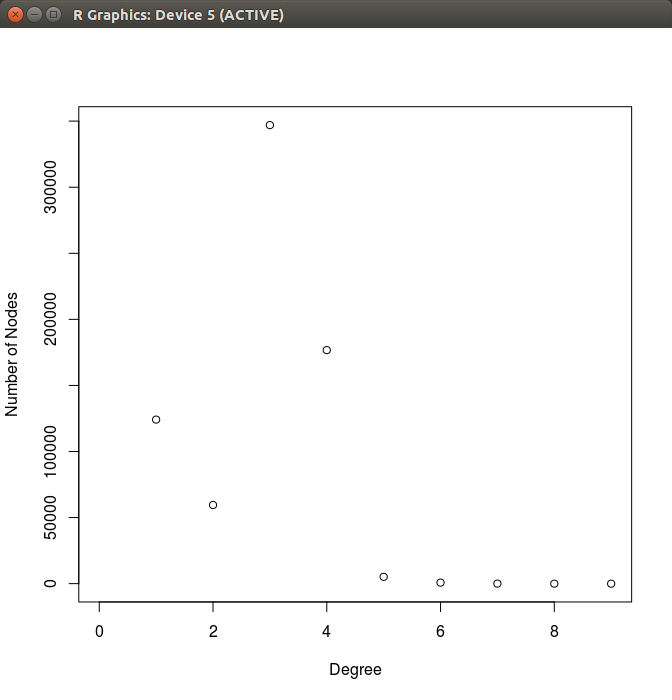 R Graphics: Device 5 (ACTIVE)
300000
200000
100000
50000
0
Number of Nodes
0 2 4 6 8
Degree